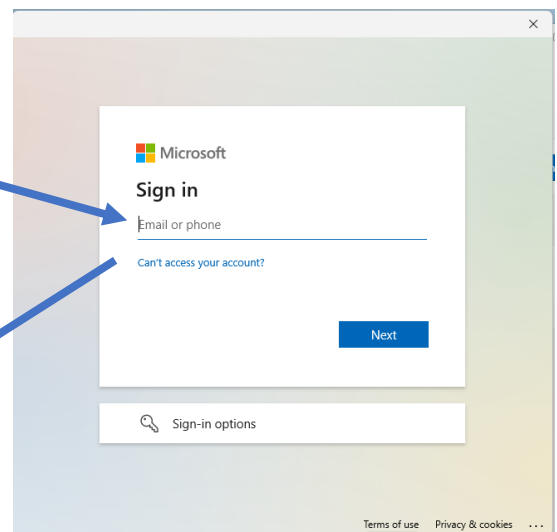 Microsoft
Sign in
Email or phone
Can't access your account?
Next
Sign-in options
Terms of use Privacy & cookies ...